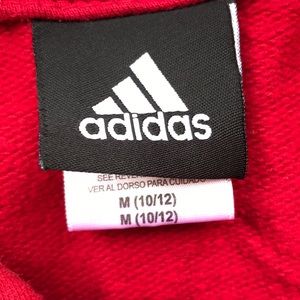 adidas
SEE REVE
VER AL DORSO PARA CUIDADO
M (10/12)
M (10/12)